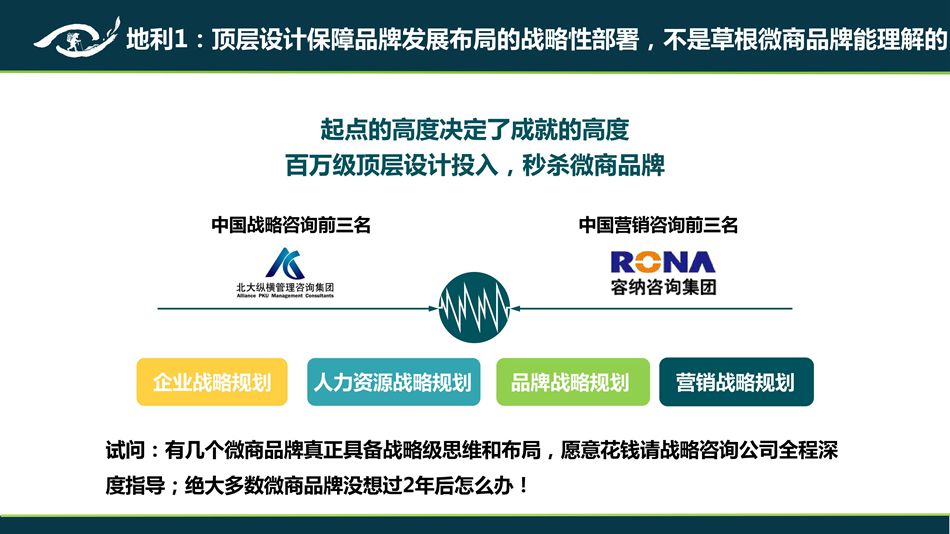 地利1：顶层设计保障品牌发展布局的战略性部署，不是草根微商品牌能理解的
起点的高度决定了成就的高度
百万级顶层设计投入，秒杀微商品牌
中国战略咨询前三名
中国营销咨询前三名
北大纵横管理咨询集团
Alliance PKU Management Consultants
RONA
容纳咨询集团
企业战略规划
人力资源战略规划
品牌战略规划
营销战略规划
试问：有几个微商品牌真正具备战略级思维和布局，愿意花钱请战略咨询公司全程深
度指导；绝大多数微商品牌没想过2年后怎么办！